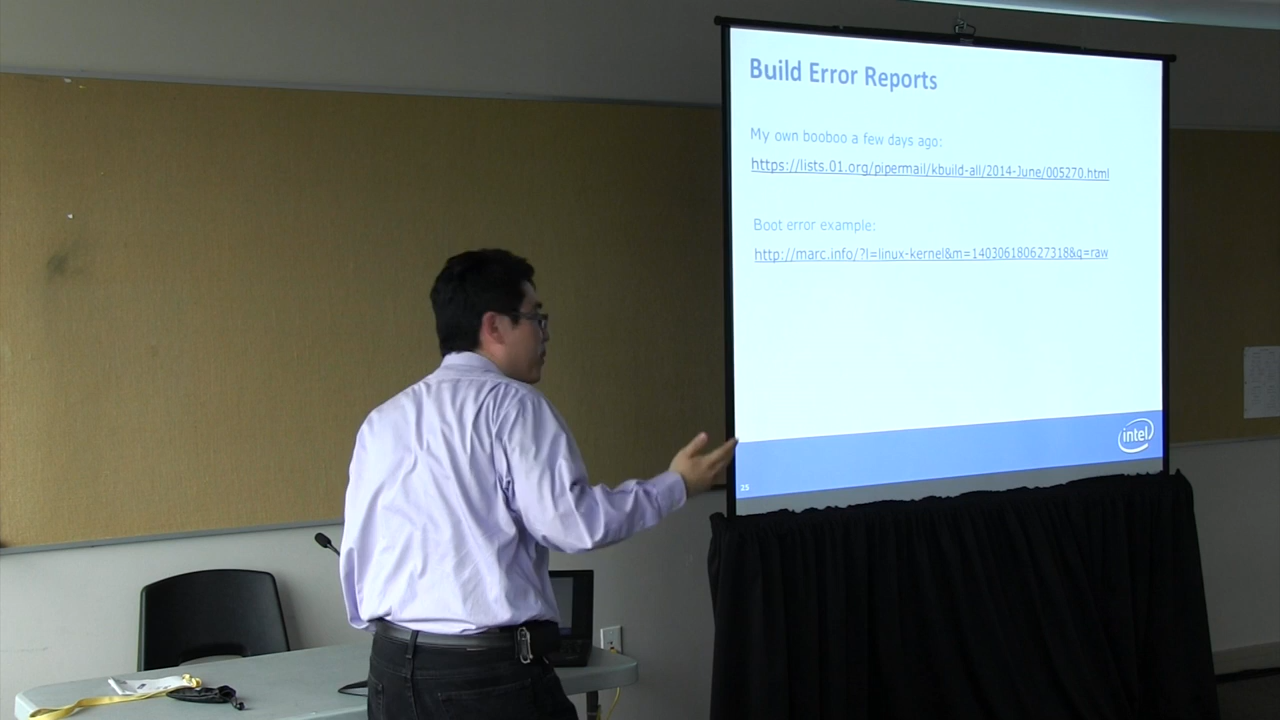 Build Error Reports
My own booboo a few days ago:
https://lists.01.org/pipermail/kbuild-all/2014-June/005270.html
Boot error example:
http://marc.info/?l=linux-kernel&m=140306180627318&q=raw
intel
25